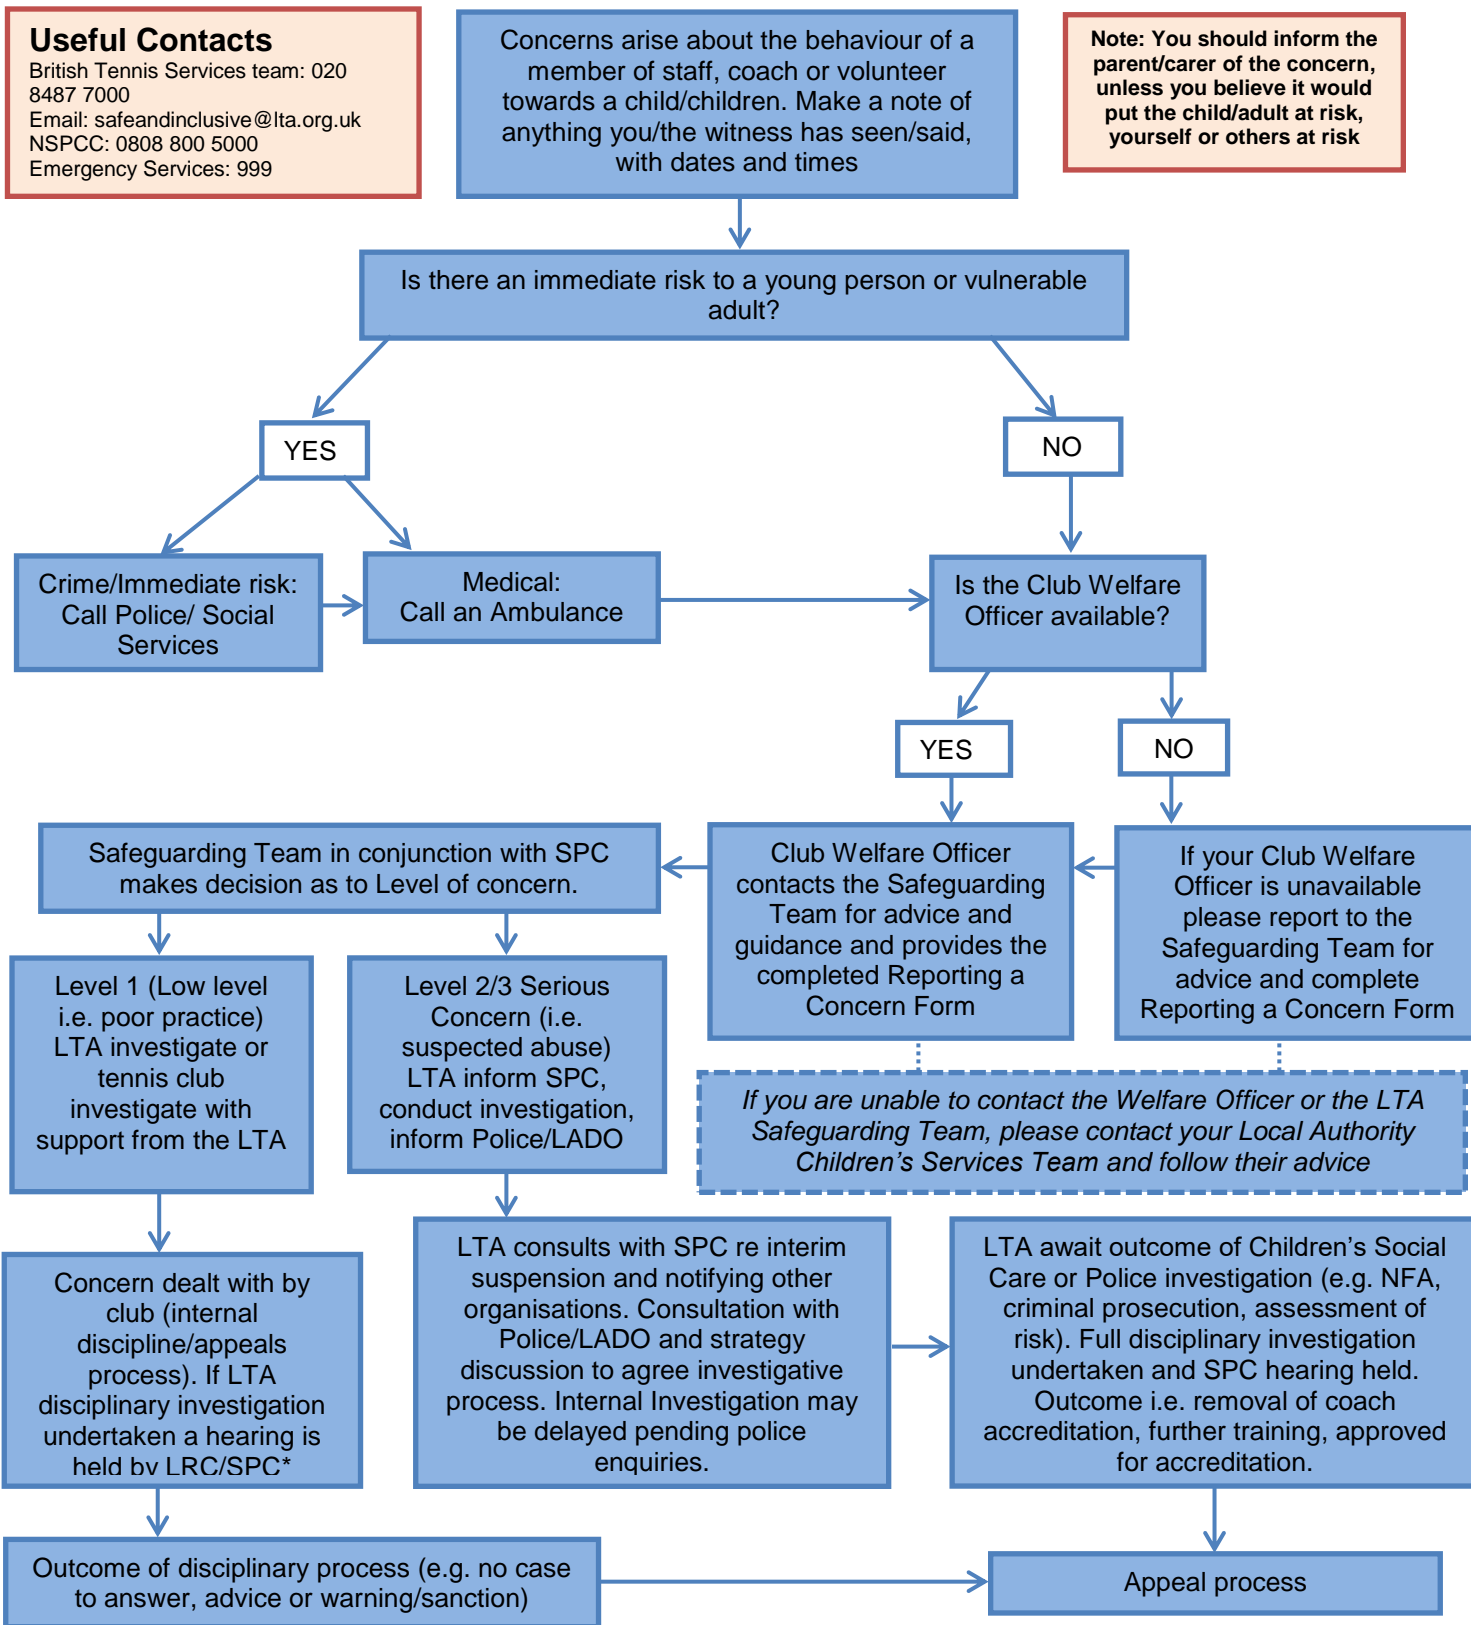 Useful Contacts
British Tennis Services team: 020
8487 7000
Email: safeandinclusive@lta.org.uk
NSPCC: 0808 800 5000
Emergency Services: 999
Concerns arise about the behaviour of a
member of staff, coach or volunteer
towards a child/children. Make a note of
anything you/the witness has seen/said,
with dates and times
Note: You should inform the
parent/carer of the concern,
unless you believe it would
put the child/adult at risk,
yourself or others at risk
Is there an immediate risk to a young person or vulnerable
adult?
YES
NO
Crime/Immediate risk:
Call Police/ Social
Services
Medical:
Call an Ambulance
Is the Club Welfare
Officer available?
YES
NO
Safeguarding Team in conjunction with SPC
makes decision as to Level of concern.
Club Welfare Officer
contacts the Safeguarding
Team for advice and
guidance and provides the
completed Reporting a
Concern Form
If your Club Welfare
Officer is unavailable
please report to the
Safeguarding Team for
advice and complete
Reporting a Concern Form
Level 1 (Low level
i.e. poor practice)
LTA investigate or
tennis club
investigate with
support from the LTA
Level 2/3 Serious
Concern (i.e.
suspected abuse)
LTA inform SPC,
conduct investigation,
inform Police/LADO
If you are unable to contact the Welfare Officer or the LTA
Safeguarding Team, please contact your Local Authority
Children’s Services Team and follow their advice
Concern dealt with by
club (internal
discipline/appeals
process). If LTA
disciplinary investigation
undertaken a hearing is
held by LRC/SPC*
LTA consults with SPC re interim
suspension and notifying other
organisations. Consultation with
Police/LADO and strategy
discussion to agree investigative
process. Internal Investigation may
be delayed pending police
enquiries.
LTA await outcome of Children’s Social
Care or Police investigation (e.g. NFA,
criminal prosecution, assessment of
risk). Full disciplinary investigation
undertaken and SPC hearing held.
Outcome i.e. removal of coach
accreditation, further training, approved
for accreditation.
Outcome of disciplinary process (e.g. no case
to answer, advice or warning/sanction)
Appeal process